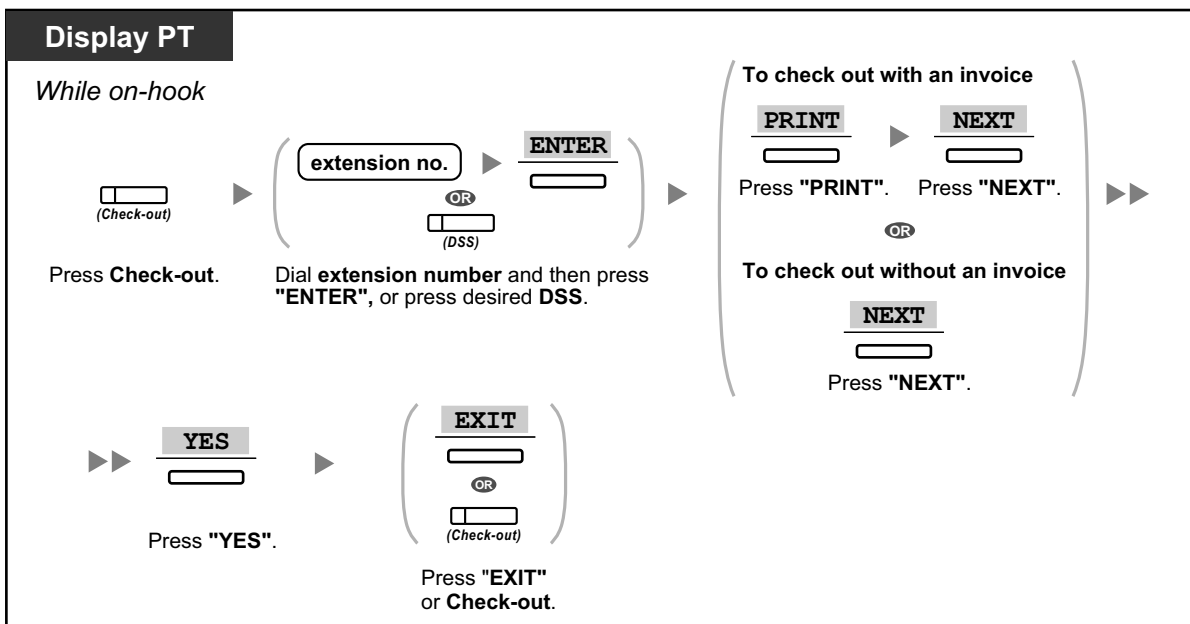 Display PT
While on-hook
(Check-out)
Press Check-out.
extension no.
ENTER
OR
(DSS)
Dial extension number and then press
"ENTER", or press desired DSS.
To check out with an invoice
PRINT
NEXT
Press "PRINT".
Press "NEXT".
OR
To check out without an invoice
NEXT
Press "NEXT".
YES
Press "YES".
EXIT
OR
(Check-out)
Press "EXIT"
or Check-out.